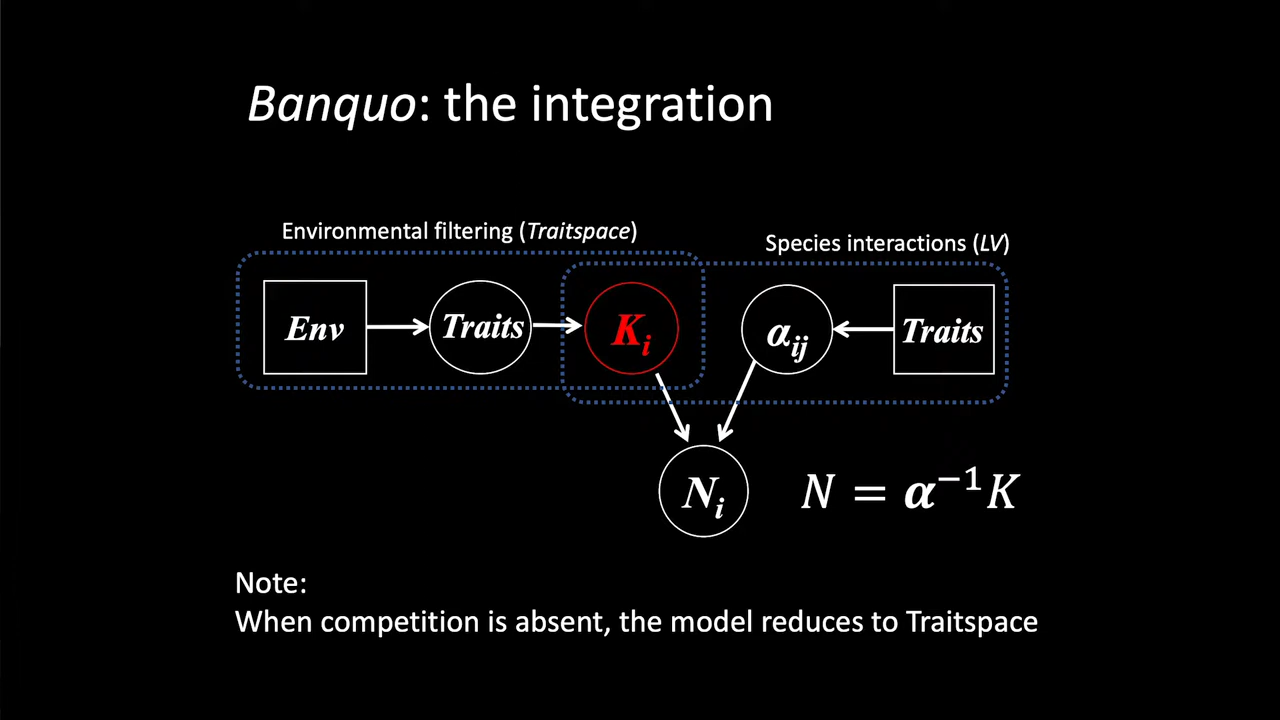 Banquo: the integration
Environmental filtering (Traitspace)
Species interactions (LV)
Env
Traits
Kᵢ
αᵢⱼ
Traits
Nᵢ
N = α⁻¹K
Note:
When competition is absent, the model reduces to Traitspace